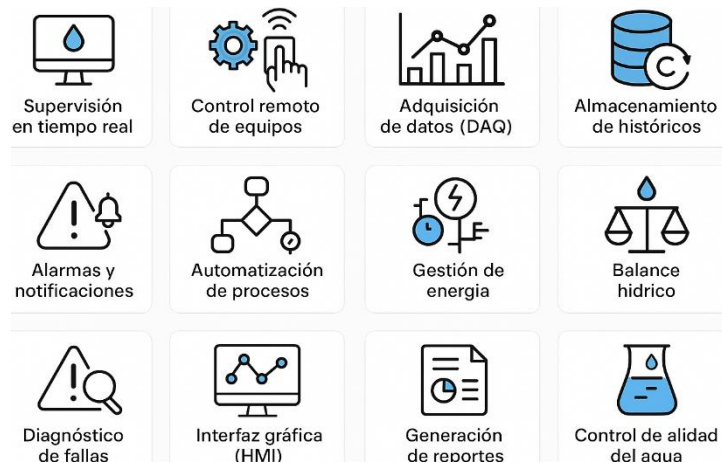 Supervisión
en tiempo real
Control remoto
de equipos
Adquisición
de datos (DAQ)
Almacenamiento
de históricos
Alarmas y
notificaciones
Automatización
de procesos
Gestión de
energia
Balance
hidrico
Diagnóstico
de fallas
Interfaz gráfica
(HMI)
Generación
de reportes
Control de alidad
del agua